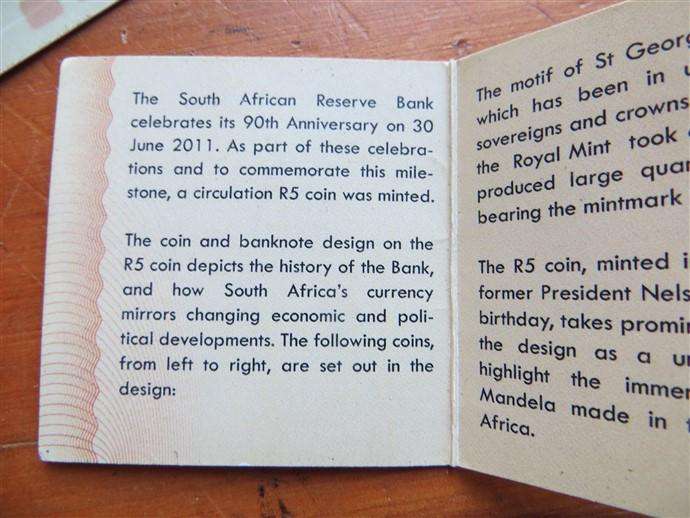 The South African Reserve Bank
celebrates its 90th Anniversary on 30
June 2011. As part of these celebra-
tions and to commemorate this mile-
stone, a circulation R5 coin was minted.
The coin and banknote design on the
R5 coin depicts the history of the Bank,
and how South Africa's currency
mirrors changing economic and poli-
tical developments. The following coins,
from left to right, are set out in the
design:
The motif of St
which has been in
sovereigns and crowns
the Royal Mint took
produced large
bearing the mintmark
The R5 coin, minted
former President
birthday, takes
the design as a
highlight the
Mandela made in
Africa.